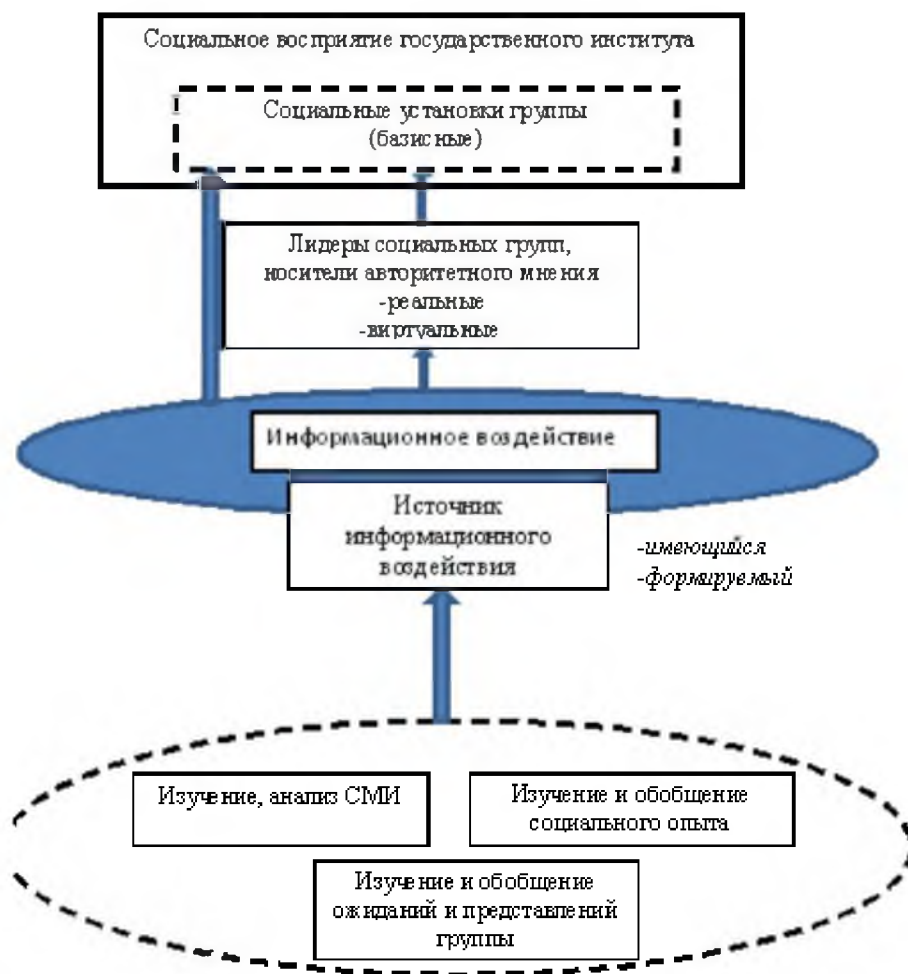 Социальное восприятие государственного института
Социальные установки группы
(базисные)
Лидеры социальных групп,
носители авторитетного мнения
-реальные
-виртуальные
Информационное воздействие
Источник
информационного
воздействия
-имеющийся
-формируемый
Изучение, анализ СМИ
Изучение и обобщение
социального опыта
Изучение и обобщение
ожиданий и представлений
группы